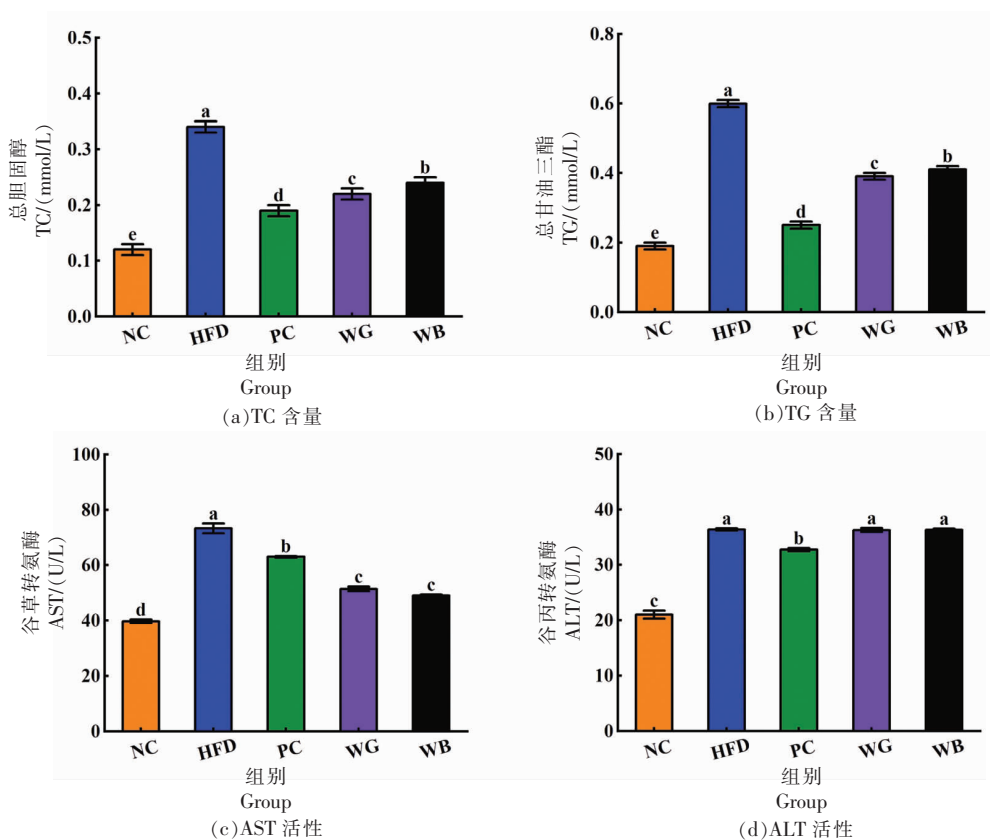 总胆固醇
TC/(mmol/L)
0.5
0.4
0.3
0.2
0.1
0.0
e
a
d
c
b
NC
HFD
PC
WG
WB
组别
Group
(a)TC 含量
总甘油三酯
TG/(mmol/L)
0.8
0.6
0.4
0.2
0.0
e
a
d
c
b
NC
HFD
PC
WG
WB
组别
Group
(b)TG 含量
谷草转氨酶
AST/(U/L)
100
80
60
40
20
0
d
a
b
c
c
NC
HFD
PC
WG
WB
组别
Group
(c)AST 活性
谷丙转氨酶
ALT/(U/L)
50
40
30
20
10
0
c
a
b
a
a
NC
HFD
PC
WG
WB
组别
Group
(d)ALT 活性